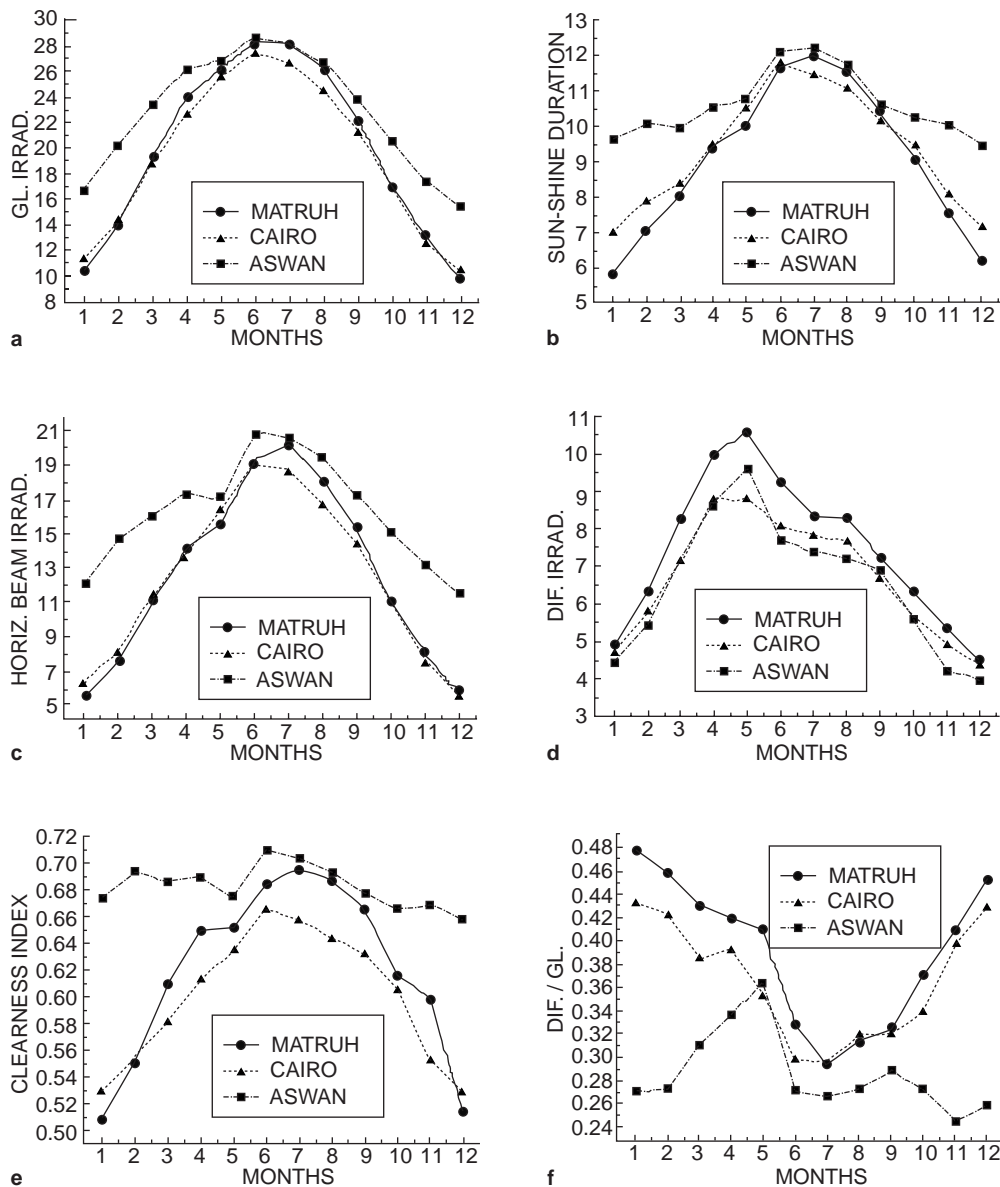 GL. IRRAD.
30
28
26
24
22
20
18
16
14
12
10
8
MATRUH
CAIRO
ASWAN
1 2 3 4 5 6 7 8 9 10 11 12
MONTHS
a
SUN-SHINE DURATION
13
12
11
10
9
8
7
6
5
MATRUH
CAIRO
ASWAN
1 2 3 4 5 6 7 8 9 10 11 12
MONTHS
b
HORIZ. BEAM IRRAD.
21
19
17
15
13
11
9
7
5
MATRUH
CAIRO
ASWAN
1 2 3 4 5 6 7 8 9 10 11 12
MONTHS
c
DIF. IRRAD.
11
10
9
8
7
6
5
4
3
MATRUH
CAIRO
ASWAN
1 2 3 4 5 6 7 8 9 10 11 12
MONTHS
d
CLEARNESS INDEX
0.72
0.70
0.68
0.66
0.64
0.62
0.60
0.58
0.56
0.54
0.52
0.50
MATRUH
CAIRO
ASWAN
1 2 3 4 5 6 7 8 9 10 11 12
MONTHS
e
DIF. / GL.
0.48
0.46
0.44
0.42
0.40
0.38
0.36
0.34
0.32
0.30
0.28
0.26
0.24
MATRUH
CAIRO
ASWAN
1 2 3 4 5 6 7 8 9 10 11 12
MONTHS
f